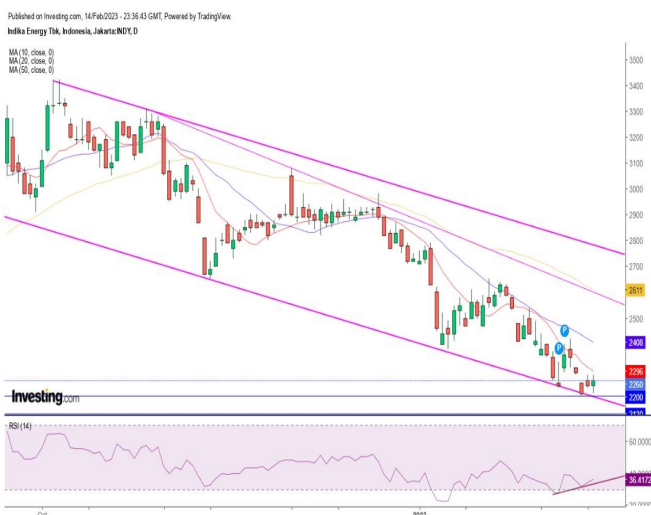 Published on Investing.com, 14/Feb/2023 - 23:36:43 GMT, Powered by TradingView.
Indika Energy Tbk, Indonesia, Jakarta:INDY, D
MA (10, close, 0)
MA (20, close, 0)
MA (50, close, 0)
3500
3400
3300
3200
3100
3000
2900
2800
2700
2611
2500
2408
2296
2260
2200
P
P
Investing.com
RSI (14)
60.0000
36.4172
20.0000
Oct
2023